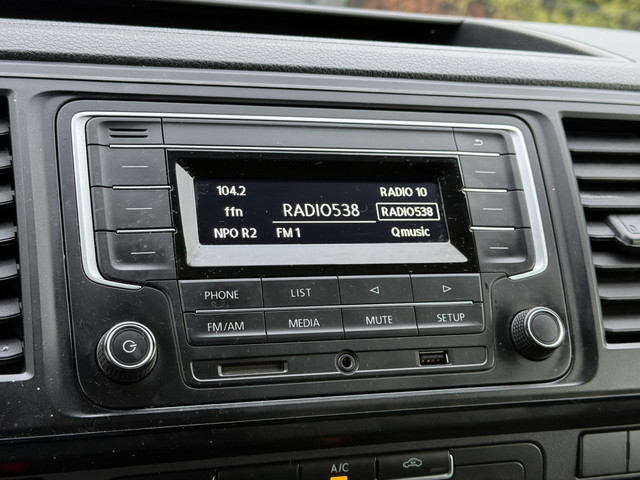 104.2 RADIO 10
ffn RADIO538 RADIO538
NPO R2 FM 1 Qmusic
PHONE LIST
FM/AM MEDIA MUTE SETUP
A/C